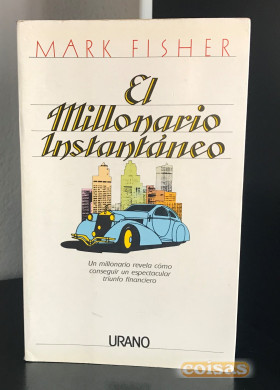 MARK FISHER
El
Millonario
Instantáneo
Un millonario revela cómo
conseguir un espectacular
triunfo financiero
URANO
coisas